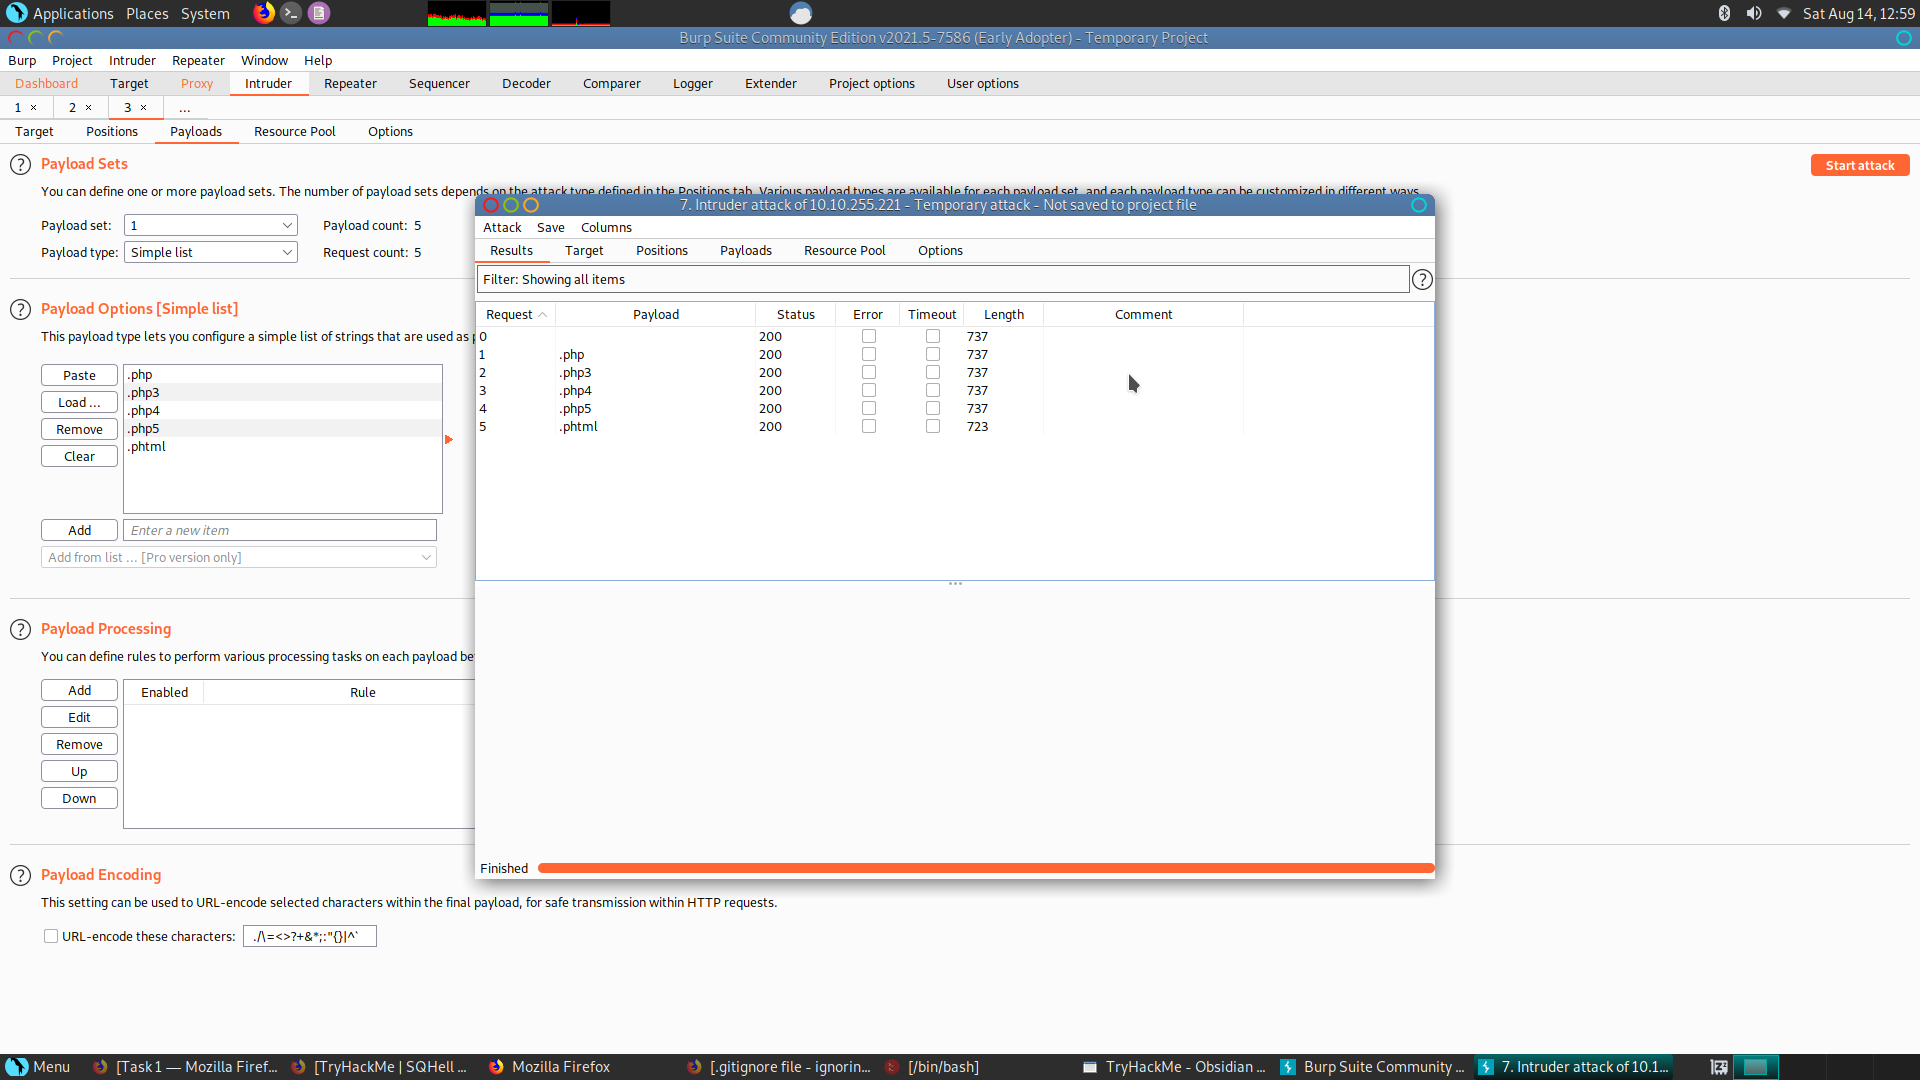 Applications Places System Sat Aug 14, 12:59
Burp Suite Community Edition v2021.5-7586 (Early Adopter) - Temporary Project
Burp Project Intruder Repeater Window Help
Dashboard Target Proxy Intruder Repeater Sequencer Decoder Comparer Logger Extender Project options User options
1 × 2 × 3 × ...
Target Positions Payloads Resource Pool Options
? Payload Sets Start attack
You can define one or more payload sets. The number of payload sets depends on the attack type defined in the Positions tab. Various payload types are available for each payload set, and each payload type can be customized in different ways.
Payload set: 1 Payload count: 5
Payload type: Simple list Request count: 5
? Payload Options [Simple list]
This payload type lets you configure a simple list of strings that are used as
Paste
Load ...
Remove
Clear
.php
.php3
.php4
.php5
.phtml
Add Enter a new item
Add from list ... [Pro version only]
? Payload Processing
You can define rules to perform various processing tasks on each payload be
Add
Edit
Remove
Up
Down
Enabled Rule
? Payload Encoding
This setting can be used to URL-encode selected characters within the final payload, for safe transmission within HTTP requests.
URL-encode these characters: ./\=<>?+&*;:"{}|^`
7. Intruder attack of 10.10.255.221 - Temporary attack - Not saved to project file
Attack Save Columns
Results Target Positions Payloads Resource Pool Options
Filter: Showing all items ?
Request Payload Status Error Timeout Length Comment
0 200 737
1 .php 200 737
2 .php3 200 737
3 .php4 200 737
4 .php5 200 737
5 .phtml 200 723
Finished
Menu [Task 1 — Mozilla Firef... [TryHackMe | SQHell ... Mozilla Firefox [.gitignore file - ignorin... [/bin/bash] TryHackMe - Obsidian ... Burp Suite Community ... 7. Intruder attack of 10.1...